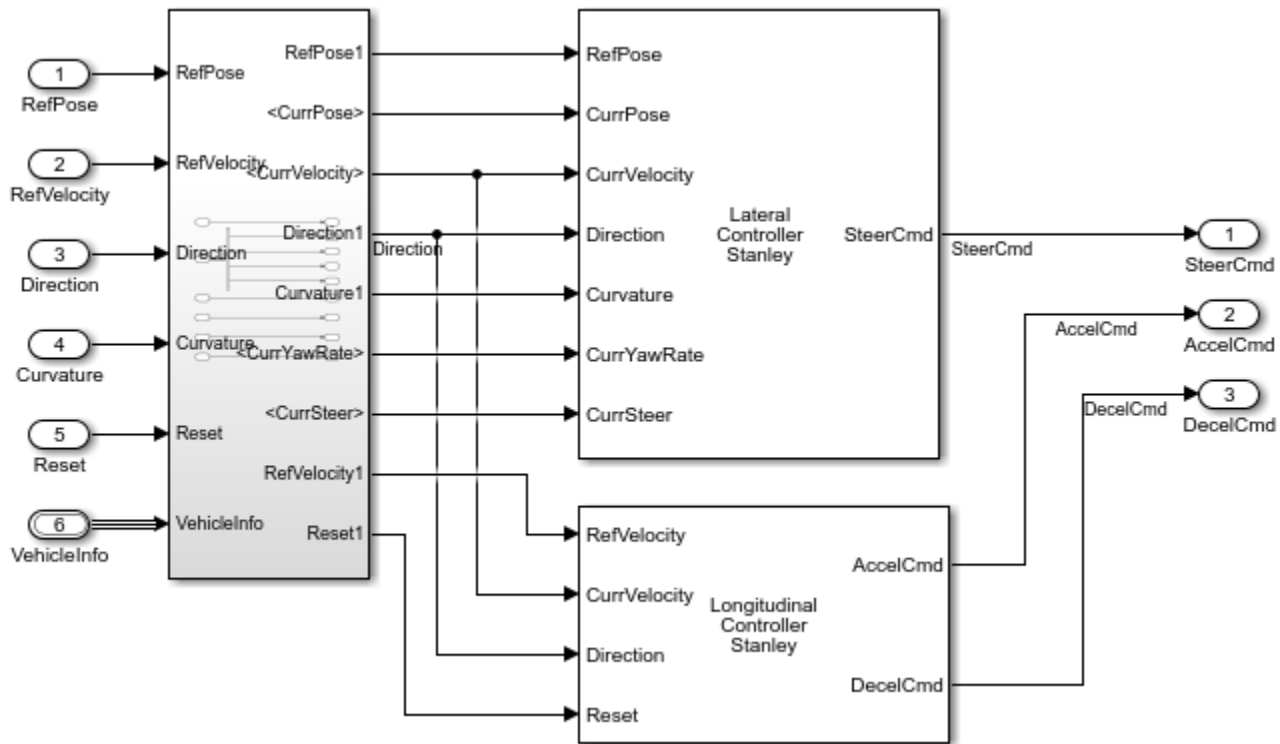 1
RefPose
2
RefVelocity
3
Direction
4
Curvature
5
Reset
6
VehicleInfo
RefPose
RefVelocity
Direction
Curvature
Reset
VehicleInfo
RefPose1
<CurrPose>
<CurrVelocity>
Direction1
Curvature1
<CurrYawRate>
<CurrSteer>
RefVelocity1
Reset1
Direction
RefPose
CurrPose
CurrVelocity
Direction
Curvature
CurrYawRate
CurrSteer
Lateral
Controller
Stanley
SteerCmd
SteerCmd
RefVelocity
CurrVelocity
Direction
Reset
Longitudinal
Controller
Stanley
AccelCmd
DecelCmd
AccelCmd
DecelCmd
1
SteerCmd
2
AccelCmd
3
DecelCmd